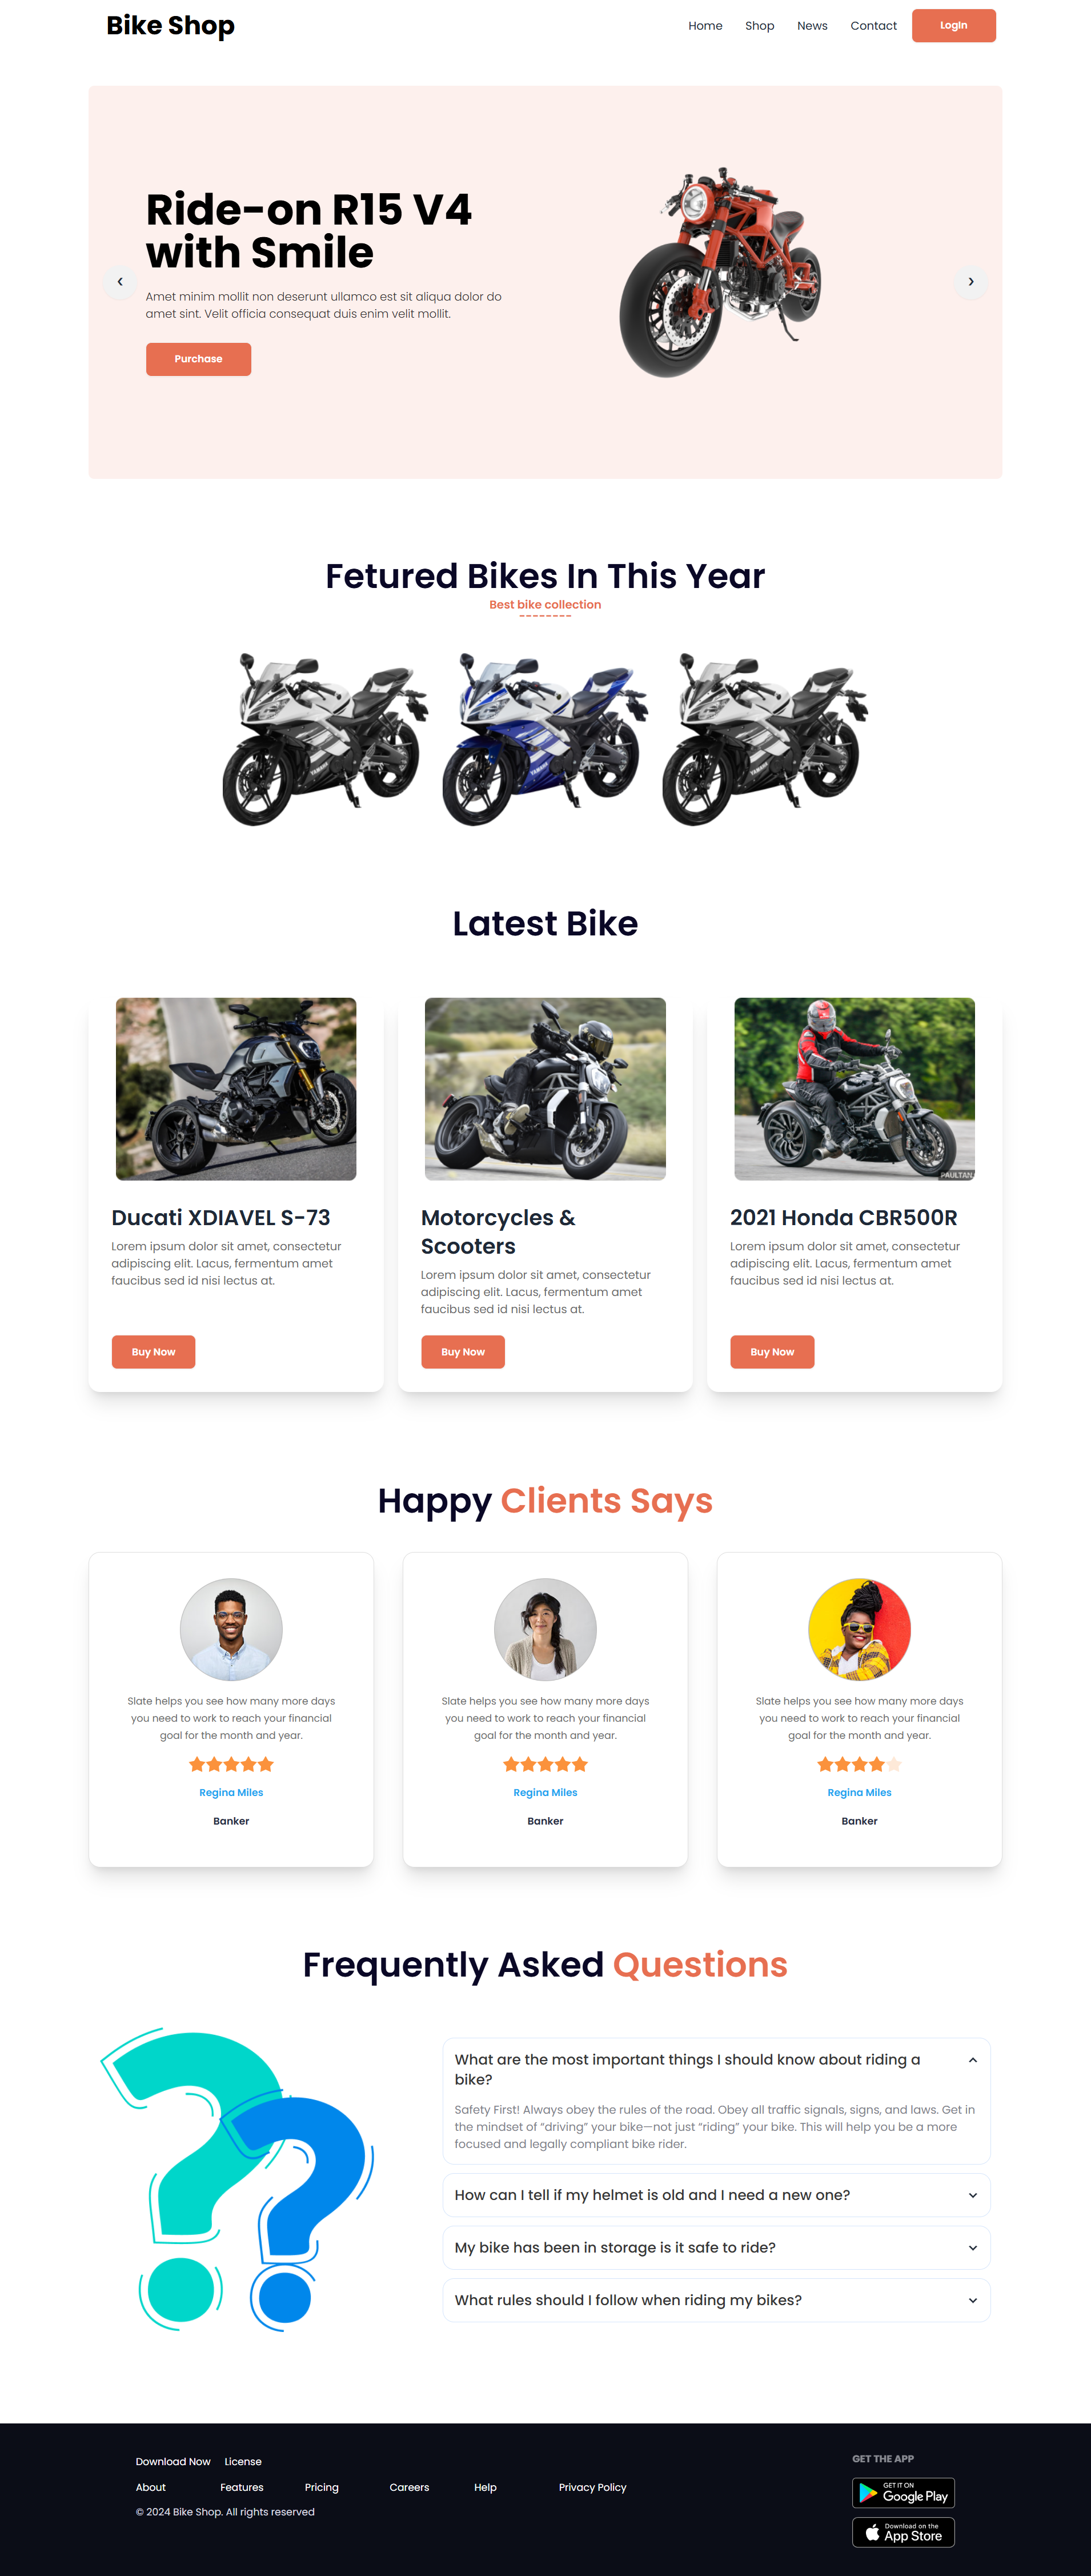 Bike Shop
Home Shop News Contact LogIn
Ride-on R15 V4
with Smile
Amet minim mollit non deserunt ullamco est sit aliqua dolor do
amet sint. Velit officia consequat duis enim velit mollit.
Purchase
Fetured Bikes In This Year
Best bike collection
YAMAHA YAMAHA YAMAHA
Latest Bike
PAULTAN
Ducati XDIAVEL S-73
Lorem ipsum dolor sit amet, consectetur
adipiscing elit. Lacus, fermentum amet
faucibus sed id nisi lectus at.
Buy Now
Motorcycles &
Scooters
Lorem ipsum dolor sit amet, consectetur
adipiscing elit. Lacus, fermentum amet
faucibus sed id nisi lectus at.
Buy Now
2021 Honda CBR500R
Lorem ipsum dolor sit amet, consectetur
adipiscing elit. Lacus, fermentum amet
faucibus sed id nisi lectus at.
Buy Now
Happy Clients Says
Slate helps you see how many more days
you need to work to reach your financial
goal for the month and year.
Regina Miles
Banker
Slate helps you see how many more days
you need to work to reach your financial
goal for the month and year.
Regina Miles
Banker
Slate helps you see how many more days
you need to work to reach your financial
goal for the month and year.
Regina Miles
Banker
Frequently Asked Questions
What are the most important things I should know about riding a
bike?
Safety First! Always obey the rules of the road. Obey all traffic signals, signs, and laws. Get in
the mindset of “driving” your bike—not just “riding” your bike. This will help you be a more
focused and legally compliant bike rider.
How can I tell if my helmet is old and I need a new one?
My bike has been in storage is it safe to ride?
What rules should I follow when riding my bikes?
Download Now License
About Features Pricing Careers Help Privacy Policy
© 2024 Bike Shop. All rights reserved
GET THE APP
GET IT ON
Google Play
Download on the
App Store